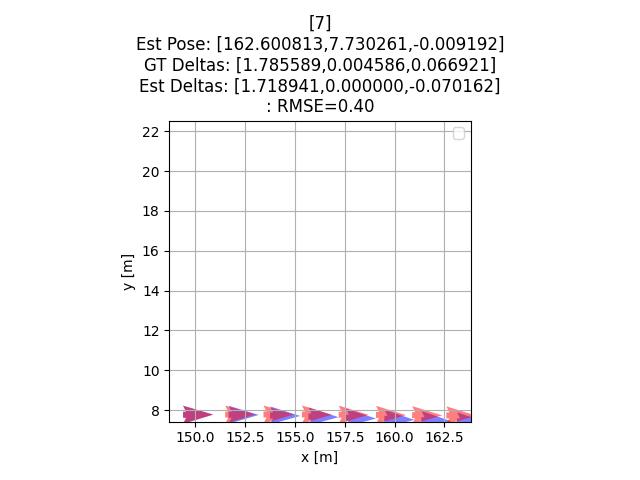 [7]
Est Pose: [162.600813,7.730261,-0.009192]
GT Deltas: [1.785589,0.004586,0.066921]
Est Deltas: [1.718941,0.000000,-0.070162]
: RMSE=0.40
22
20
18
16
14
12
10
8
y [m]
150.0 152.5 155.0 157.5 160.0 162.5
x [m]